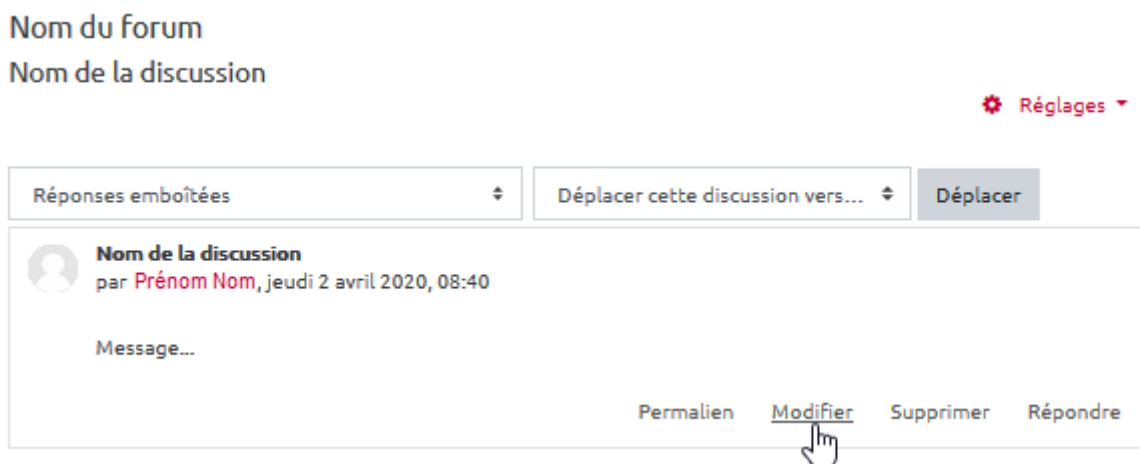 Nom du forum
Nom de la discussion
Réglages
Réponses emboîtées Déplacer cette discussion vers... Déplacer
Nom de la discussion
par Prénom Nom, jeudi 2 avril 2020, 08:40
Message...
Permalien Modifier Supprimer Répondre